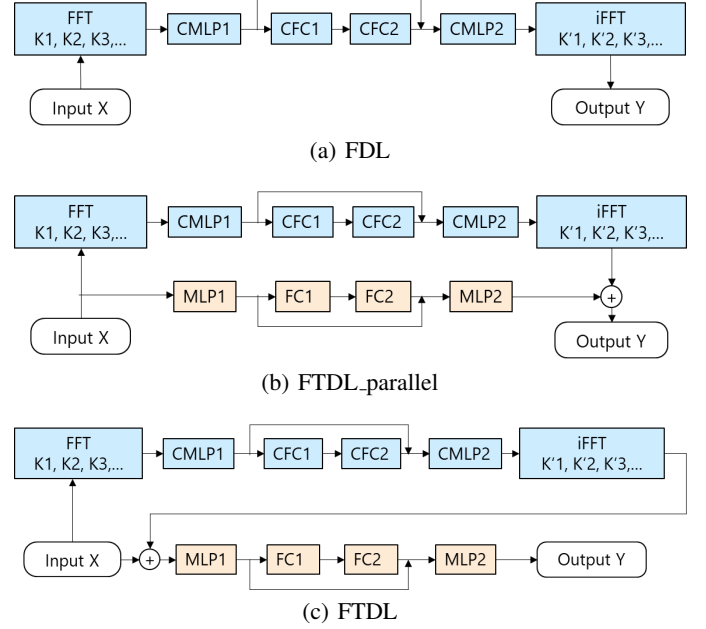 FFT
K1, K2, K3,...
CMLP1
CFC1
CFC2
CMLP2
iFFT
K'1, K'2, K'3,...
Input X
Output Y
(a) FDL
FFT
K1, K2, K3,...
CMLP1
CFC1
CFC2
CMLP2
iFFT
K'1, K'2, K'3,...
MLP1
FC1
FC2
MLP2
+
Input X
Output Y
(b) FTDL_parallel
FFT
K1, K2, K3,...
CMLP1
CFC1
CFC2
CMLP2
iFFT
K'1, K'2, K'3,...
Input X
+
MLP1
FC1
FC2
MLP2
Output Y
(c) FTDL